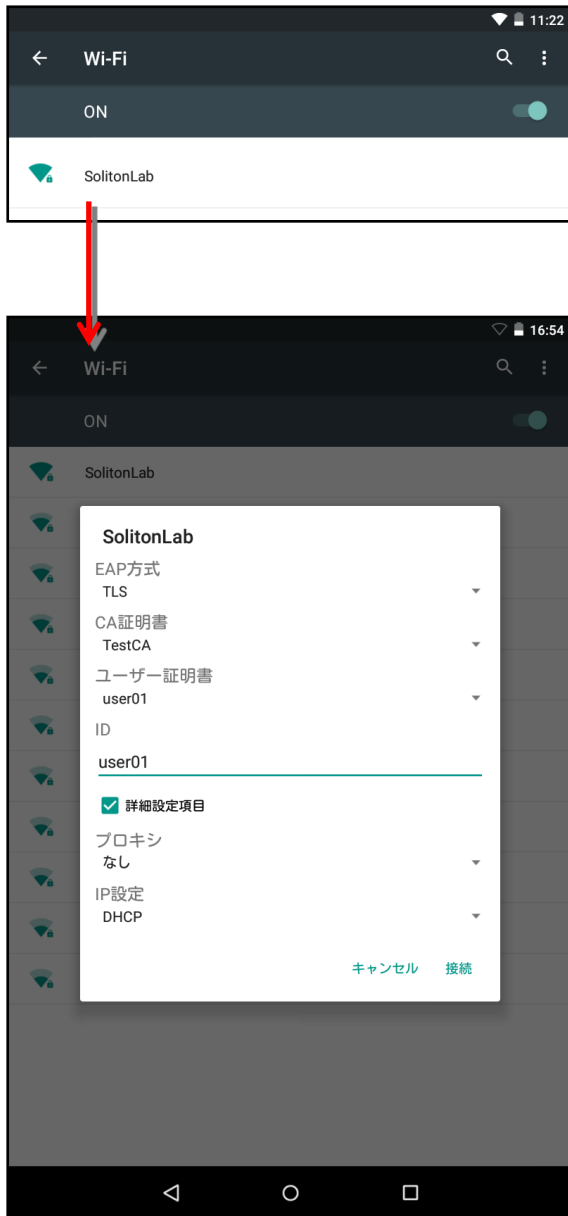 11:22
Wi-Fi
ON
SolitonLab
16:54
Wi-Fi
ON
SolitonLab
SolitonLab
EAP方式
TLS
CA証明書
TestCA
ユーザー証明書
user01
ID
user01
詳細設定項目
プロキシ
なし
IP設定
DHCP
キャンセル 接続